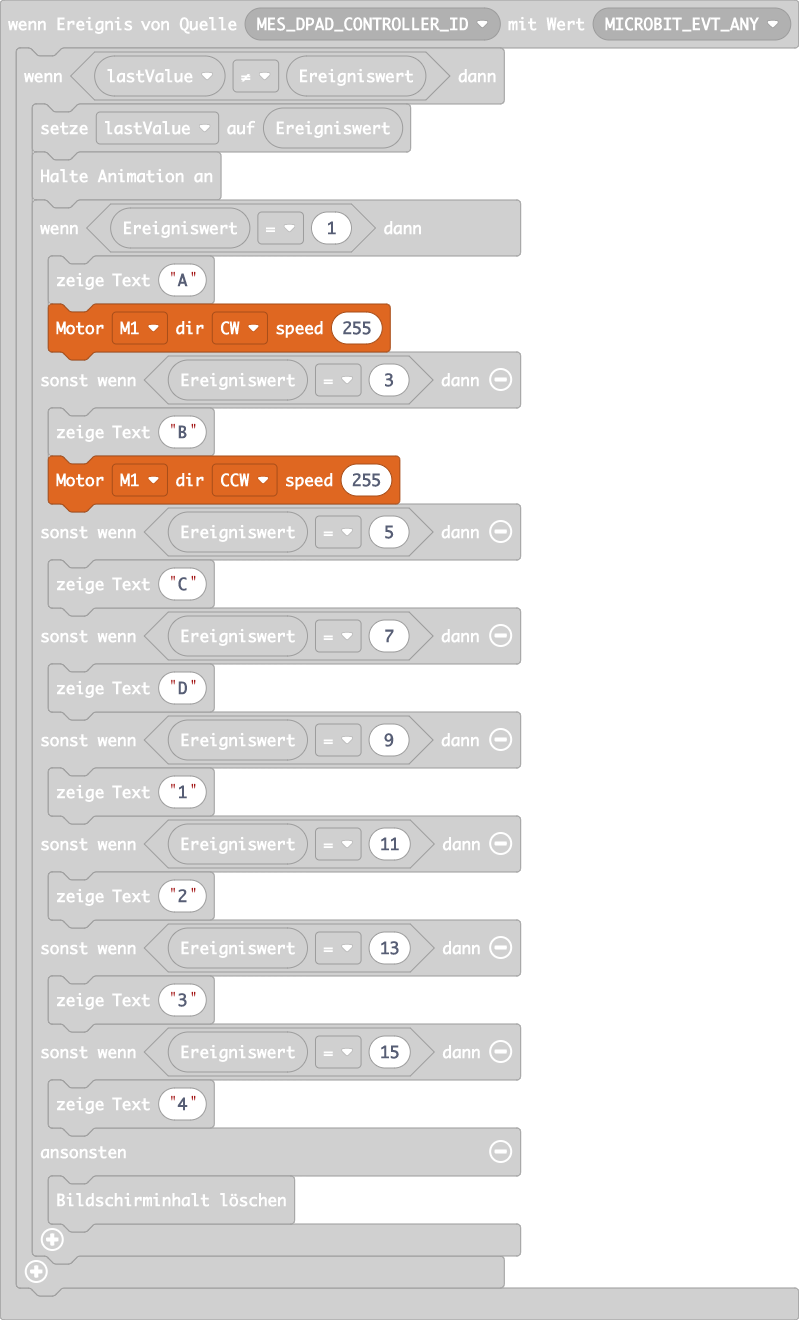 wenn Ereignis von Quelle MES_DPAD_CONTROLLER_ID mit Wert MICROBIT_EVT_ANY
wenn lastValue ≠ Ereigniswert dann
setze lastValue auf Ereigniswert
Halte Animation an
wenn Ereigniswert = 1 dann
zeige Text "A"
Motor M1 dir CW speed 255
sonst wenn Ereigniswert = 3 dann
zeige Text "B"
Motor M1 dir CCW speed 255
sonst wenn Ereigniswert = 5 dann
zeige Text "C"
sonst wenn Ereigniswert = 7 dann
zeige Text "D"
sonst wenn Ereigniswert = 9 dann
zeige Text "1"
sonst wenn Ereigniswert = 11 dann
zeige Text "2"
sonst wenn Ereigniswert = 13 dann
zeige Text "3"
sonst wenn Ereigniswert = 15 dann
zeige Text "4"
ansonsten
Bildschirminhalt löschen